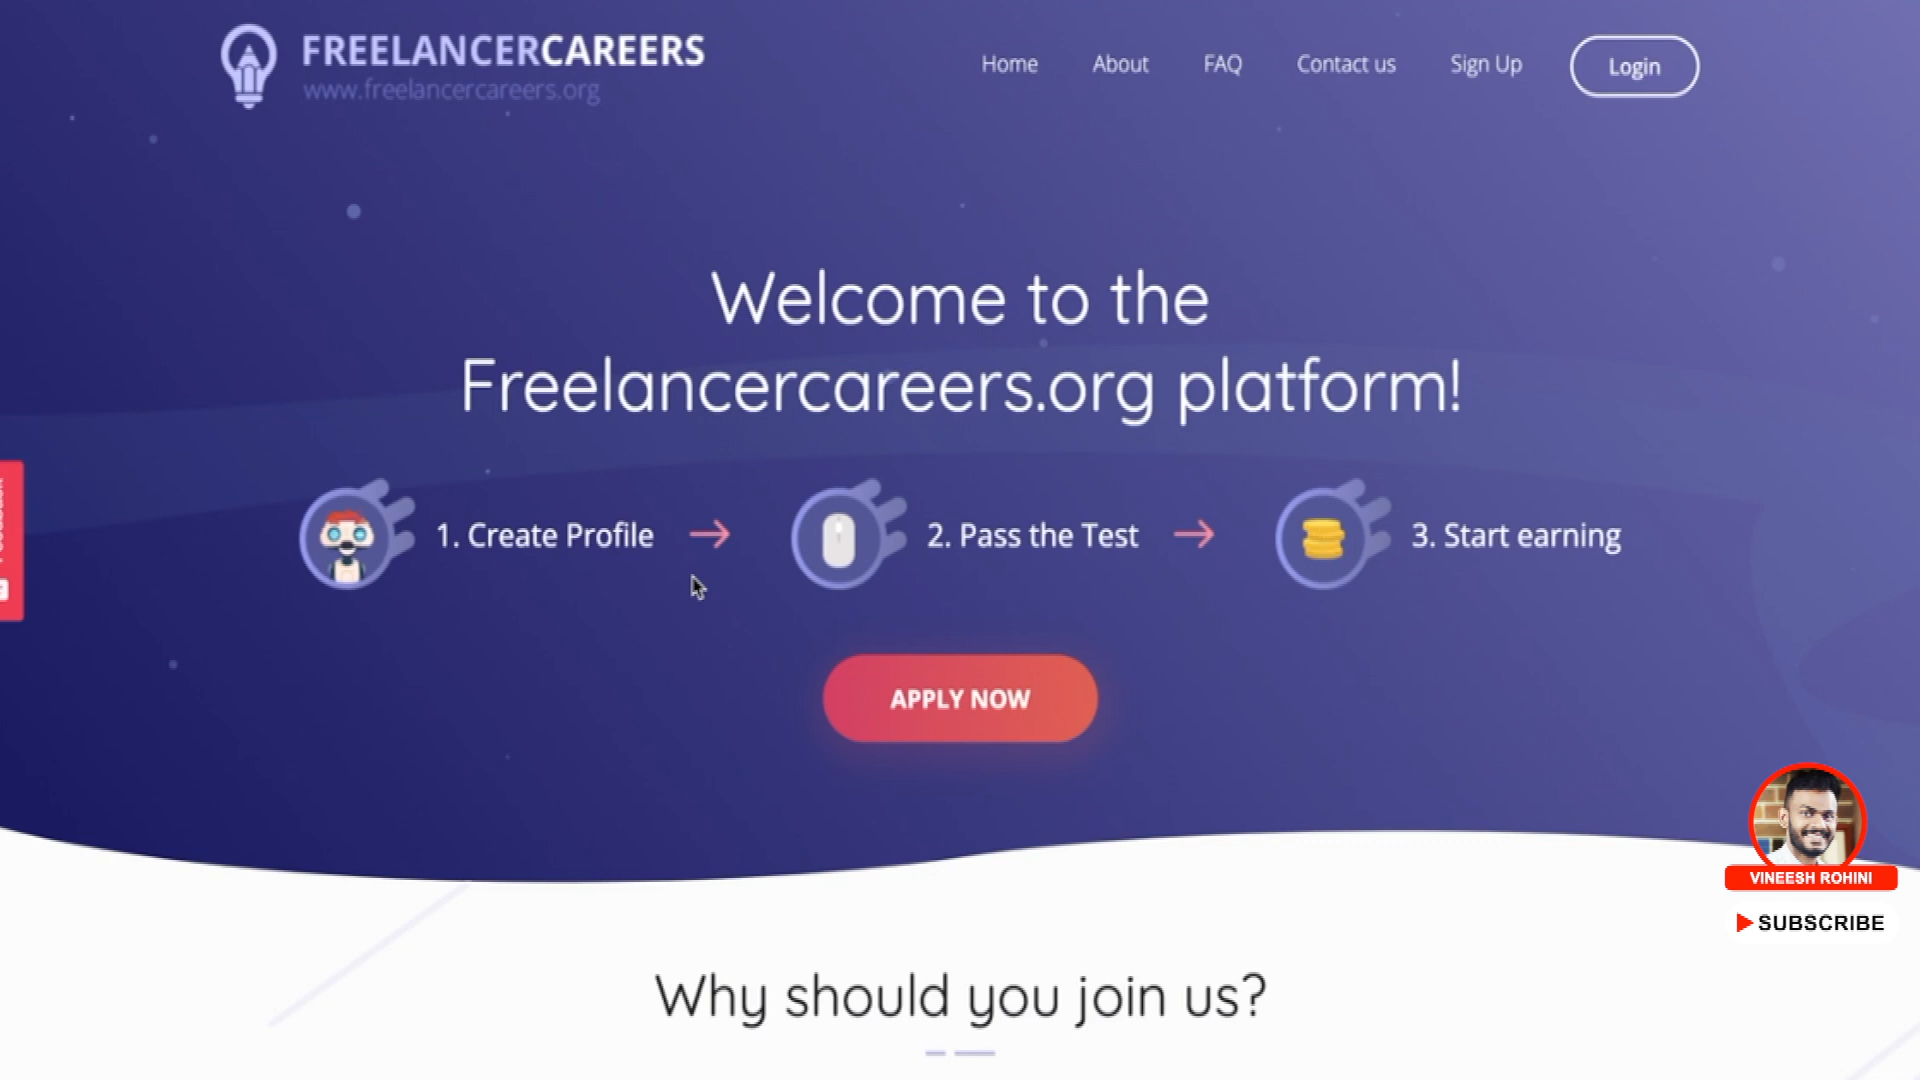 FREELANCERCAREERS
www.freelancercareers.org
Home
About
FAQ
Contact us
Sign Up
Login
Welcome to the
Freelancercareers.org platform!
1. Create Profile
2. Pass the Test
3. Start earning
APPLY NOW
VINEESH ROHINI
SUBSCRIBE
Why should you join us?